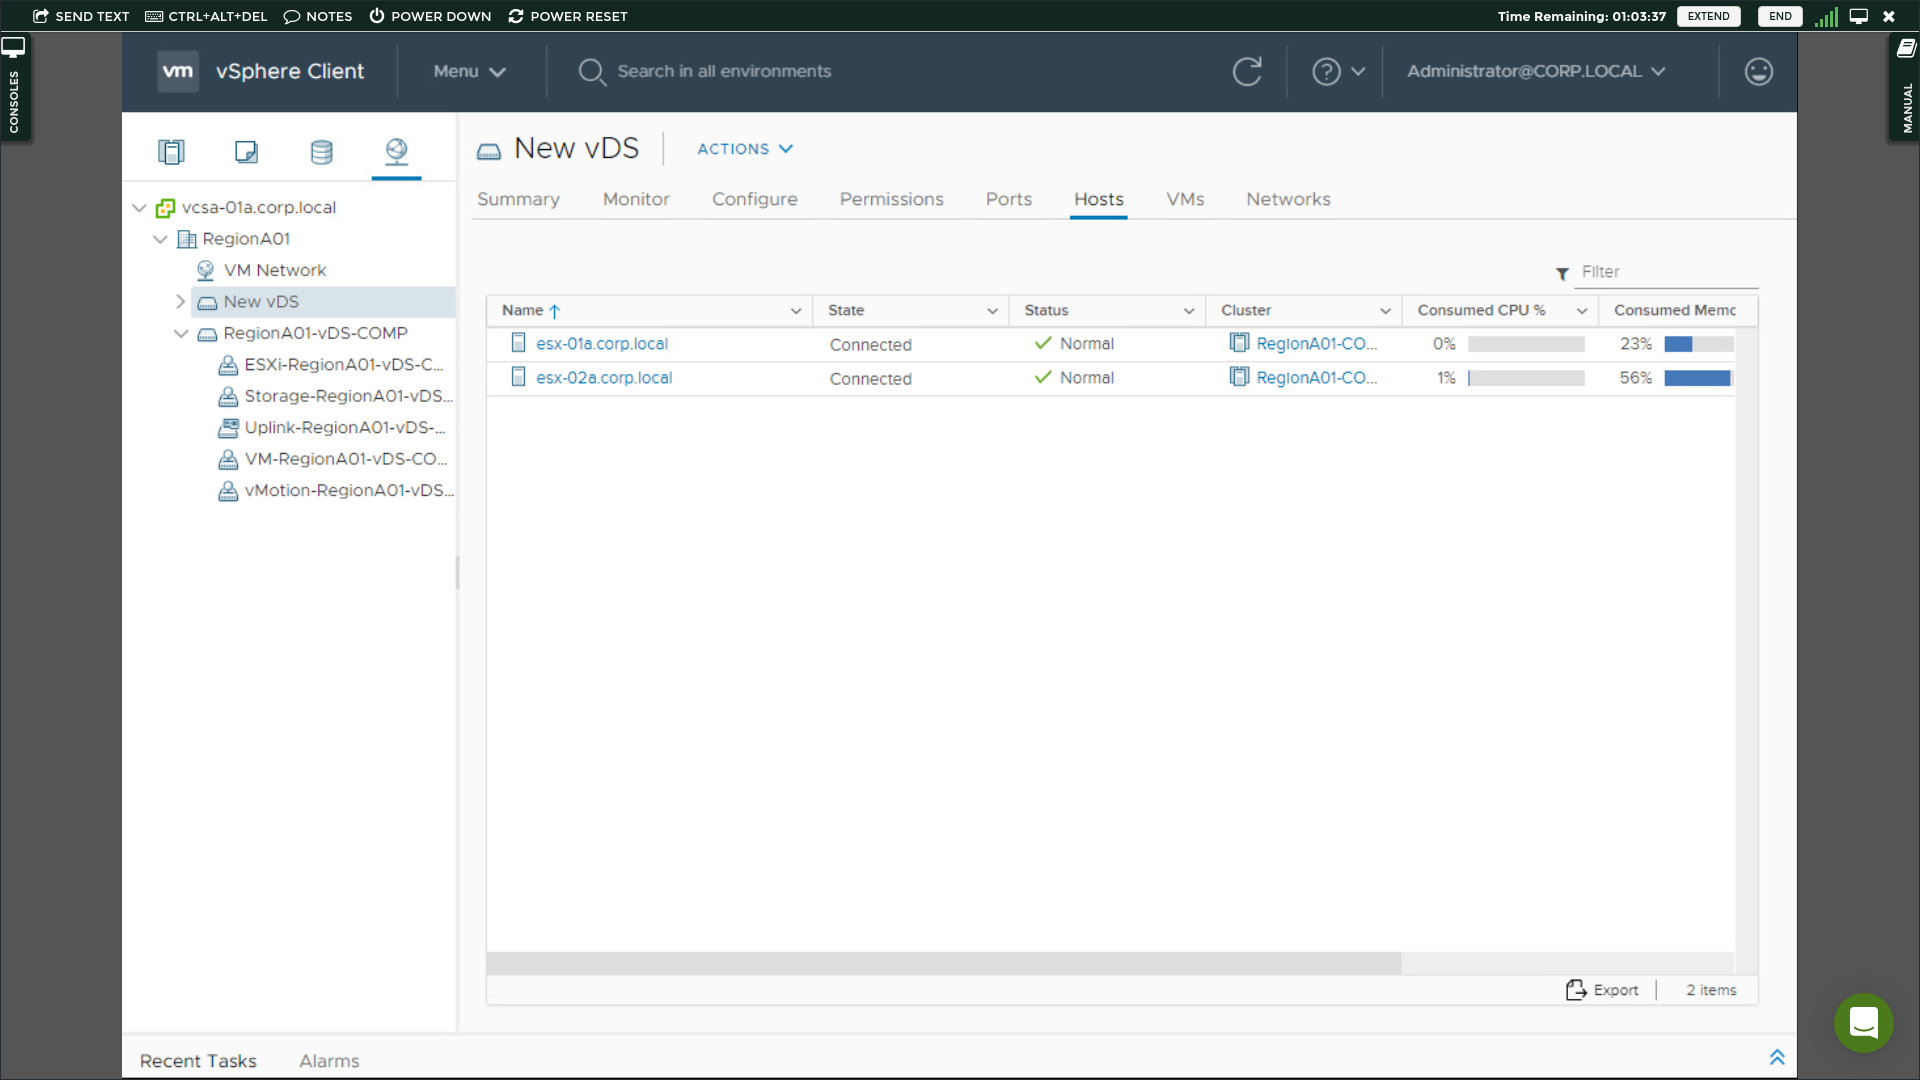 SEND TEXT CTRL+ALT+DEL NOTES POWER DOWN POWER RESET Time Remaining: 01:03:37 EXTEND END
CONSOLES
MANUAL
vm vSphere Client Menu Search in all environments ? Administrator@CORP.LOCAL
New vDS ACTIONS
Summary Monitor Configure Permissions Ports Hosts VMs Networks
vcsa-01a.corp.local
RegionA01
VM Network
New vDS
RegionA01-vDS-COMP
ESXi-RegionA01-vDS-C...
Storage-RegionA01-vDS...
Uplink-RegionA01-vDS-...
VM-RegionA01-vDS-CO...
vMotion-RegionA01-vDS...
Filter
Name State Status Cluster Consumed CPU % Consumed Memo
esx-01a.corp.local Connected Normal RegionA01-CO... 0% 23%
esx-02a.corp.local Connected Normal RegionA01-CO... 1% 56%
Export 2 items
Recent Tasks Alarms